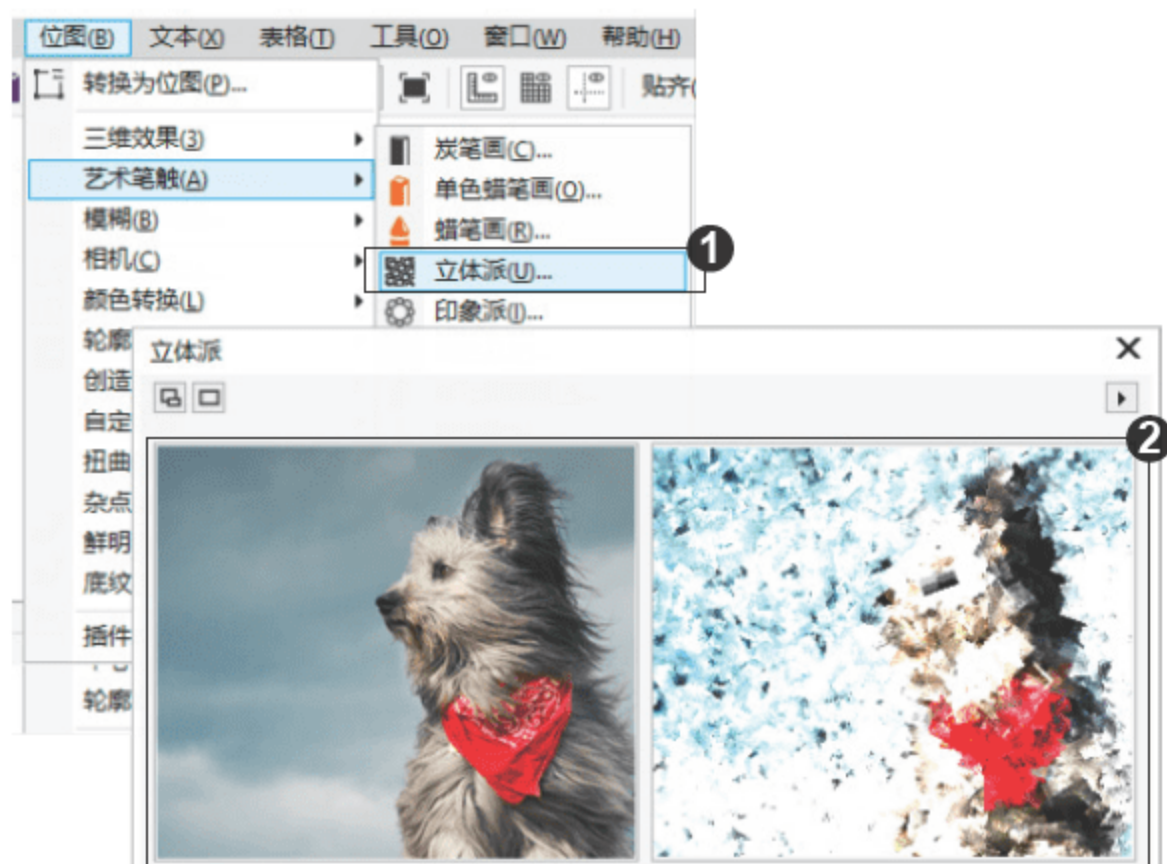 位图(B) 文本(X) 表格(T) 工具(O) 窗口(W) 帮助(H)
转换为位图(P)...
贴齐(
三维效果(3)
艺术笔触(A)
模糊(B)
相机(C)
颜色转换(L)
轮廓
创造
自定
扭曲
杂点
鲜明
底纹
插件
轮廓
炭笔画(C)...
单色蜡笔画(O)...
蜡笔画(R)...
立体派(U)...
印象派(I)...
1
立体派
2